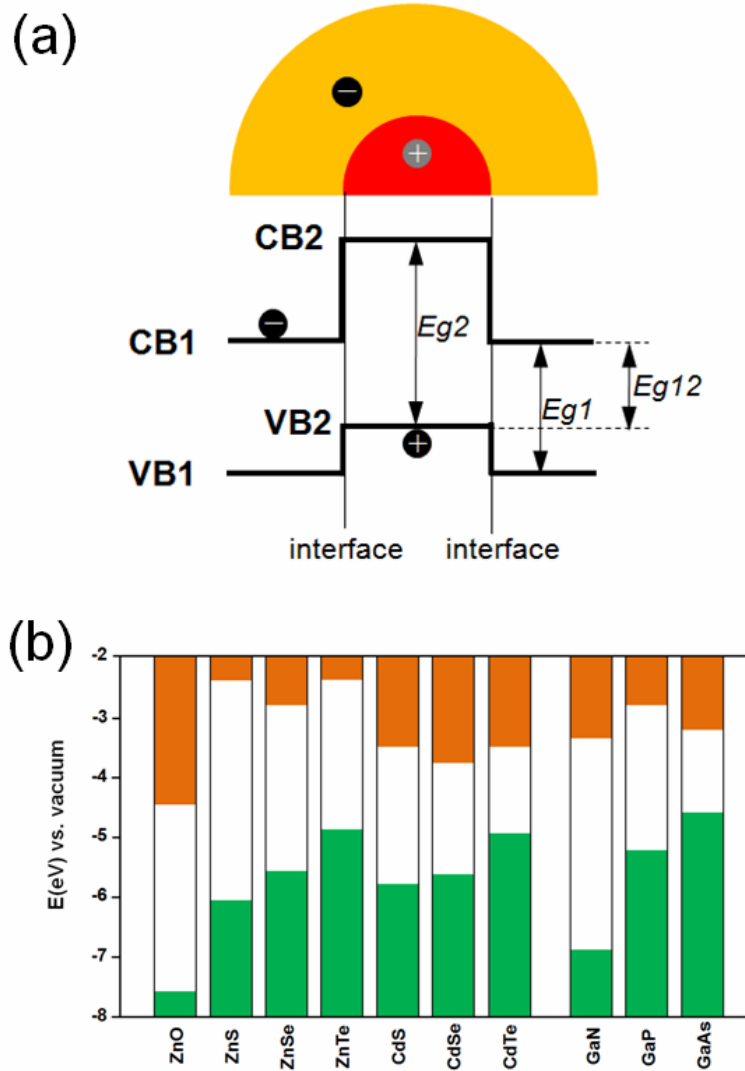 (a)
−
+
CB2
−
CB1
Eg2
Eg12
Eg1
VB2
+
VB1
interface interface
(b)
E(eV) vs. vacuum
-2
-3
-4
-5
-6
-7
-8
ZnO ZnS ZnSe ZnTe CdS CdSe CdTe GaN GaP GaAs